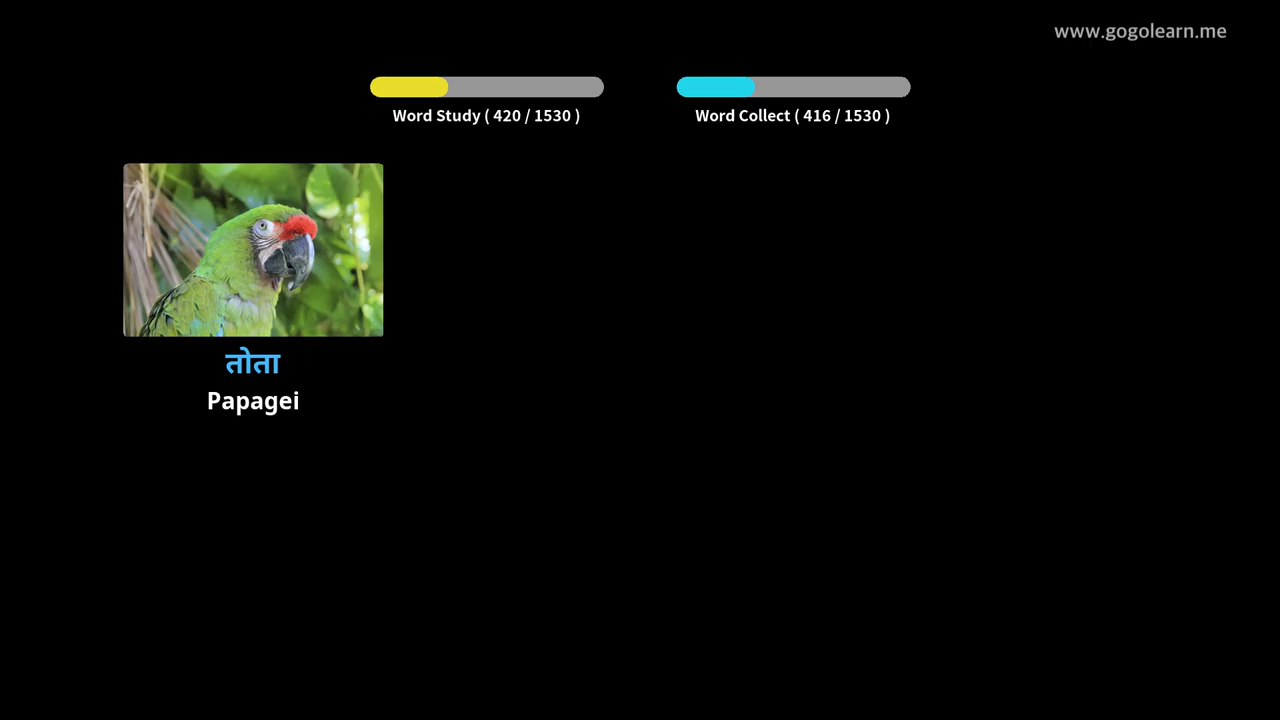 www.gogolearn.me
Word Study ( 420 / 1530 )
Word Collect ( 416 / 1530 )
तोता
Papagei